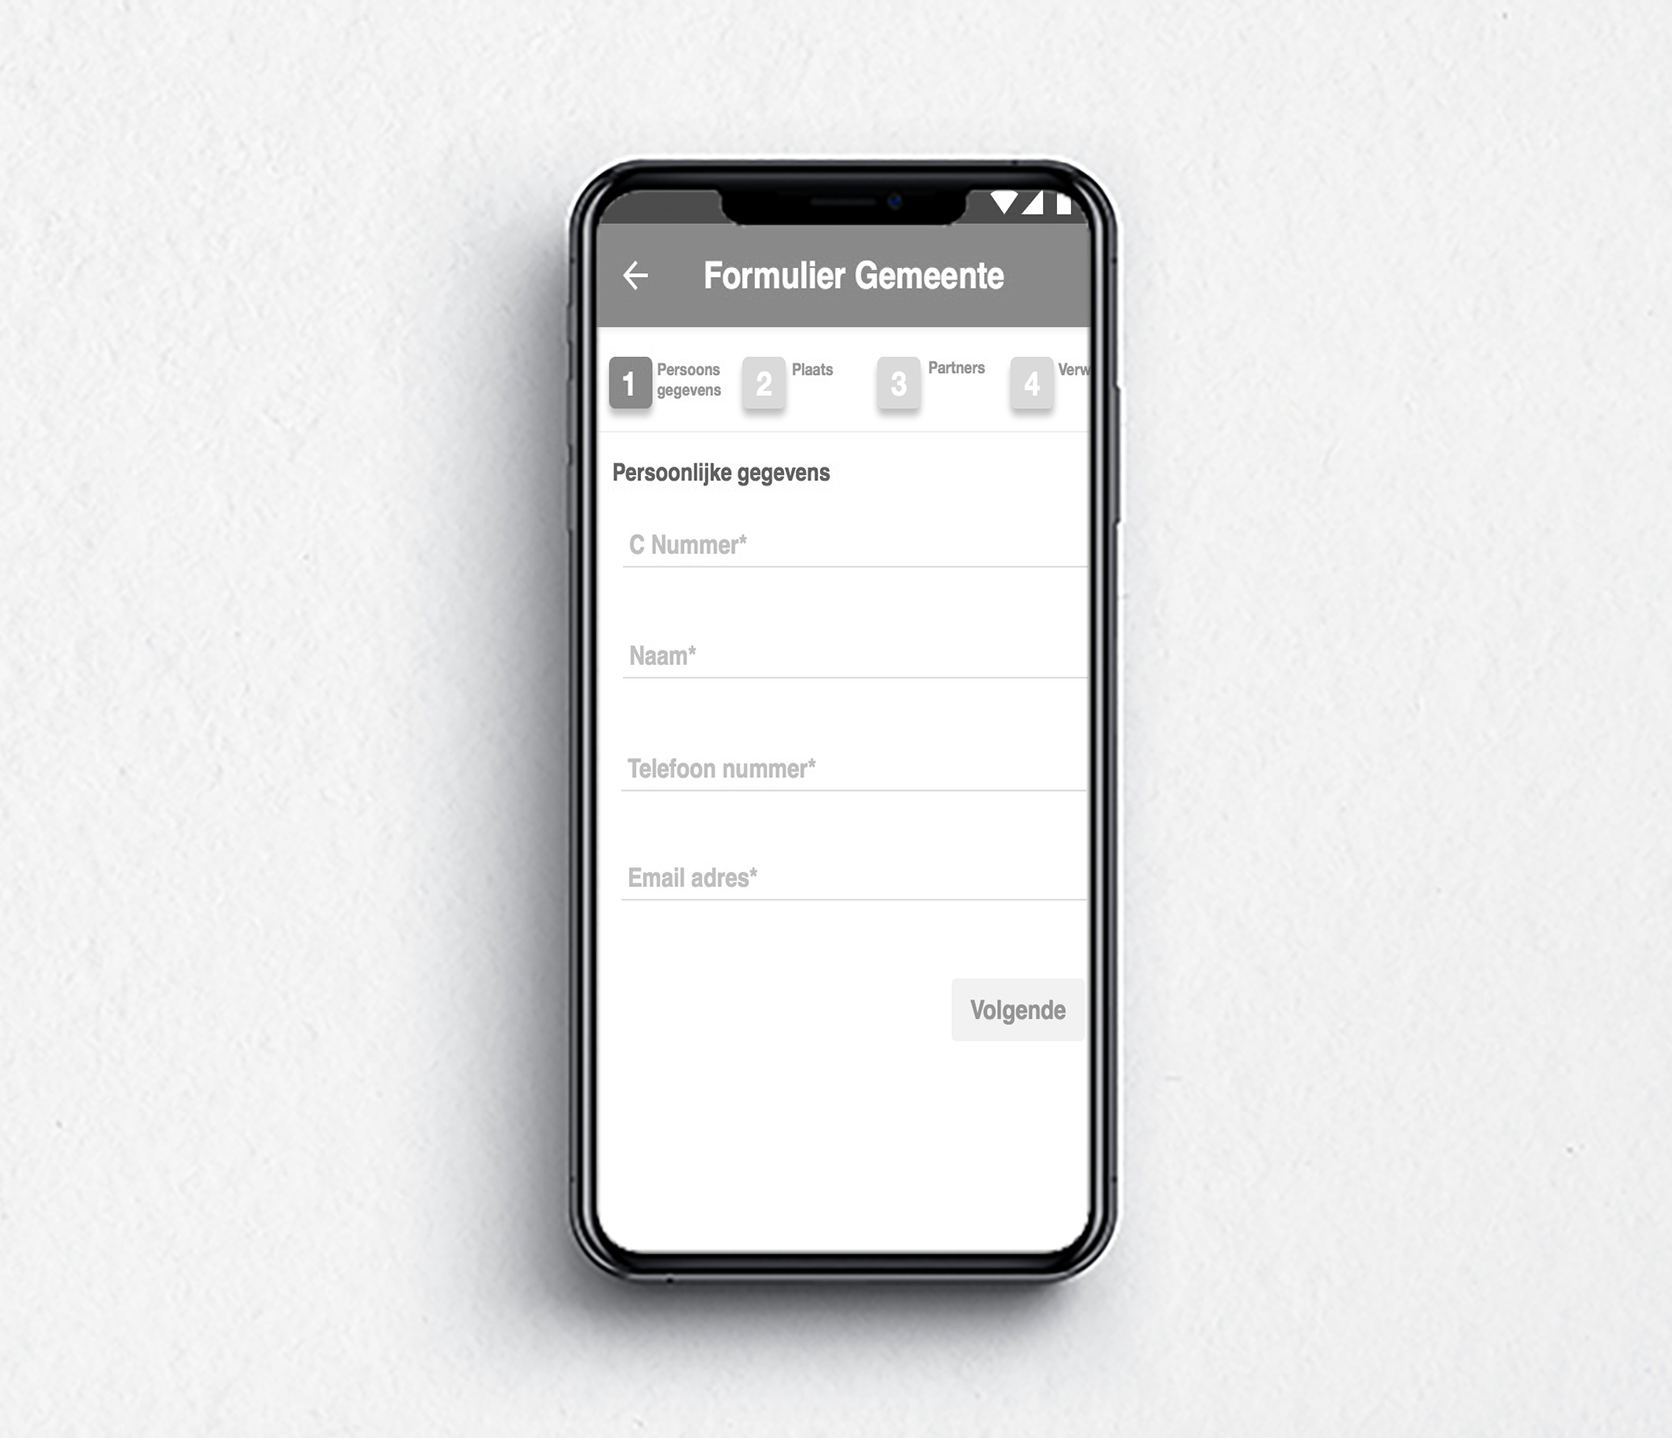 Formulier Gemeente
1 Persoons gegevens
2 Plaats
3 Partners
4 Verw
Persoonlijke gegevens
C Nummer*
Naam*
Telefoon nummer*
Email adres*
Volgende